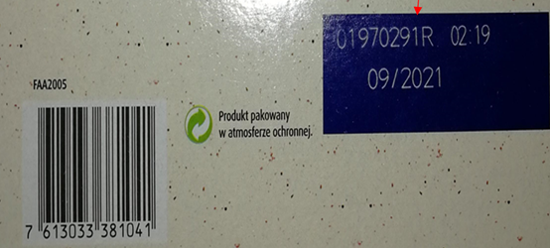 01970291R 02:19
09/2021
FAA2005
Produkt pakowany
w atmosferze ochronnej.
7 613033 381041